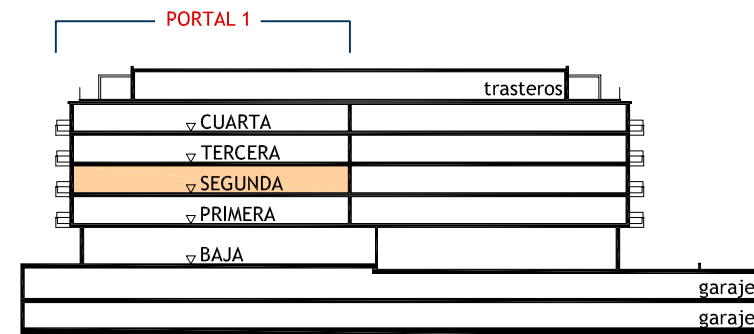 PORTAL 1
trasteros
CUARTA
TERCERA
SEGUNDA
PRIMERA
BAJA
garaje
garaje